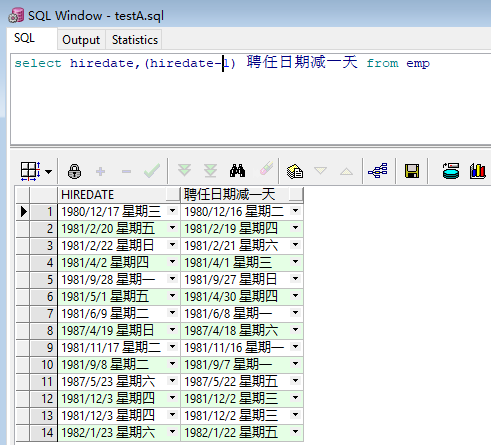 SQL Window - testA.sql
SQL Output Statistics
select hiredate,(hiredate-1) 聘任日期减一天 from emp
HIREDATE 聘任日期减一天
1 1980/12/17 星期三 1980/12/16 星期二
2 1981/2/20 星期五 1981/2/19 星期四
3 1981/2/22 星期日 1981/2/21 星期六
4 1981/4/2 星期四 1981/4/1 星期三
5 1981/9/28 星期一 1981/9/27 星期日
6 1981/5/1 星期五 1981/4/30 星期四
7 1981/6/9 星期二 1981/6/8 星期一
8 1987/4/19 星期日 1987/4/18 星期六
9 1981/11/17 星期二 1981/11/16 星期一
10 1981/9/8 星期二 1981/9/7 星期一
11 1987/5/23 星期六 1987/5/22 星期五
12 1981/12/3 星期四 1981/12/2 星期三
13 1981/12/3 星期四 1981/12/2 星期三
14 1982/1/23 星期六 1982/1/22 星期五